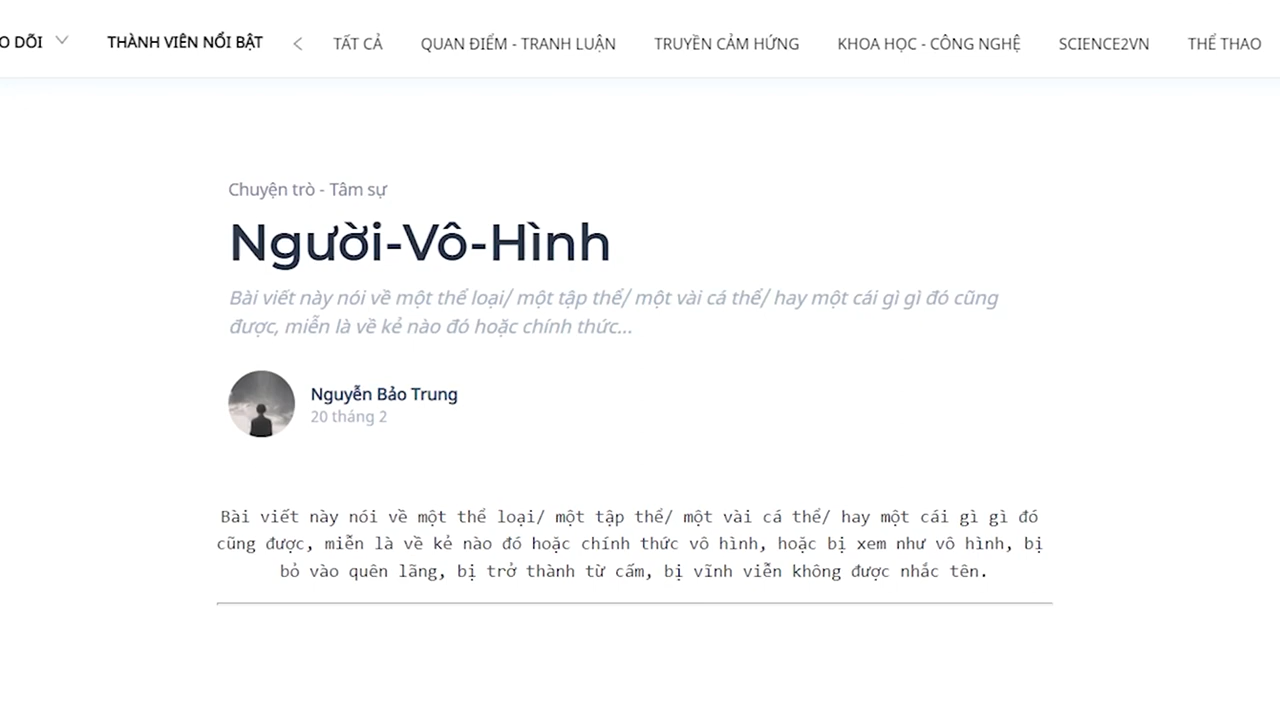 O DÕI THÀNH VIÊN NỔI BẬT TẤT CẢ QUAN ĐIỂM - TRANH LUẬN TRUYỀN CẢM HỨNG KHOA HỌC - CÔNG NGHỆ SCIENCE2VN THỂ THAO
Chuyện trò - Tâm sự
Người-Vô-Hình
Bài viết này nói về một thể loại/ một tập thể/ một vài cá thể/ hay một cái gì gì đó cũng
được, miễn là về kẻ nào đó hoặc chính thức...
Nguyễn Bảo Trung
20 tháng 2
Bài viết này nói về một thể loại/ một tập thể/ một vài cá thể/ hay một cái gì gì đó
cũng được, miễn là về kẻ nào đó hoặc chính thức vô hình, hoặc bị xem như vô hình, bị
bỏ vào quên lãng, bị trở thành từ cấm, bị vĩnh viễn không được nhắc tên.